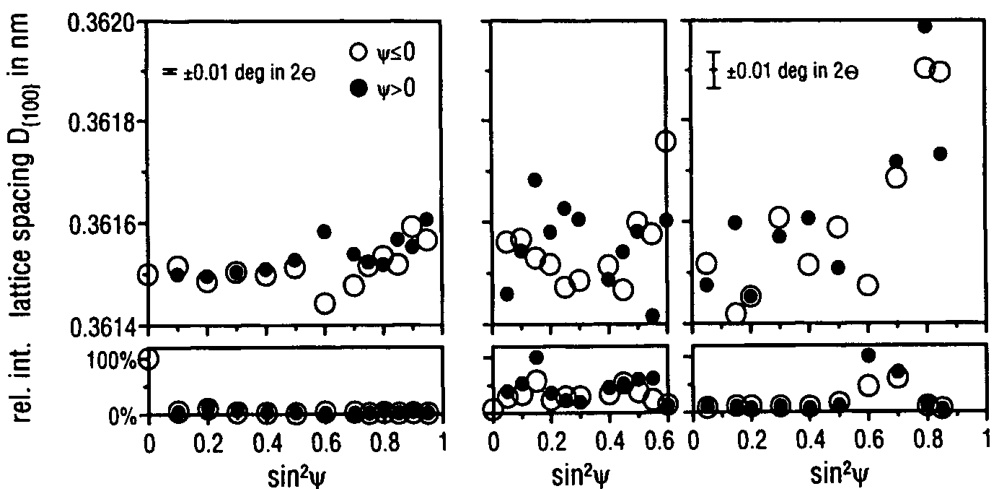 lattice spacing D{100} in nm
0.3620
0.3618
0.3616
0.3614
±0.01 deg in 2Θ
ψ≤0
ψ>0
±0.01 deg in 2Θ
rel. int.
100%
0%
0 0.2 0.4 0.6 0.8 1
0 0.2 0.4 0.6
0 0.2 0.4 0.6 0.8 1
sin²ψ
sin²ψ
sin²ψ